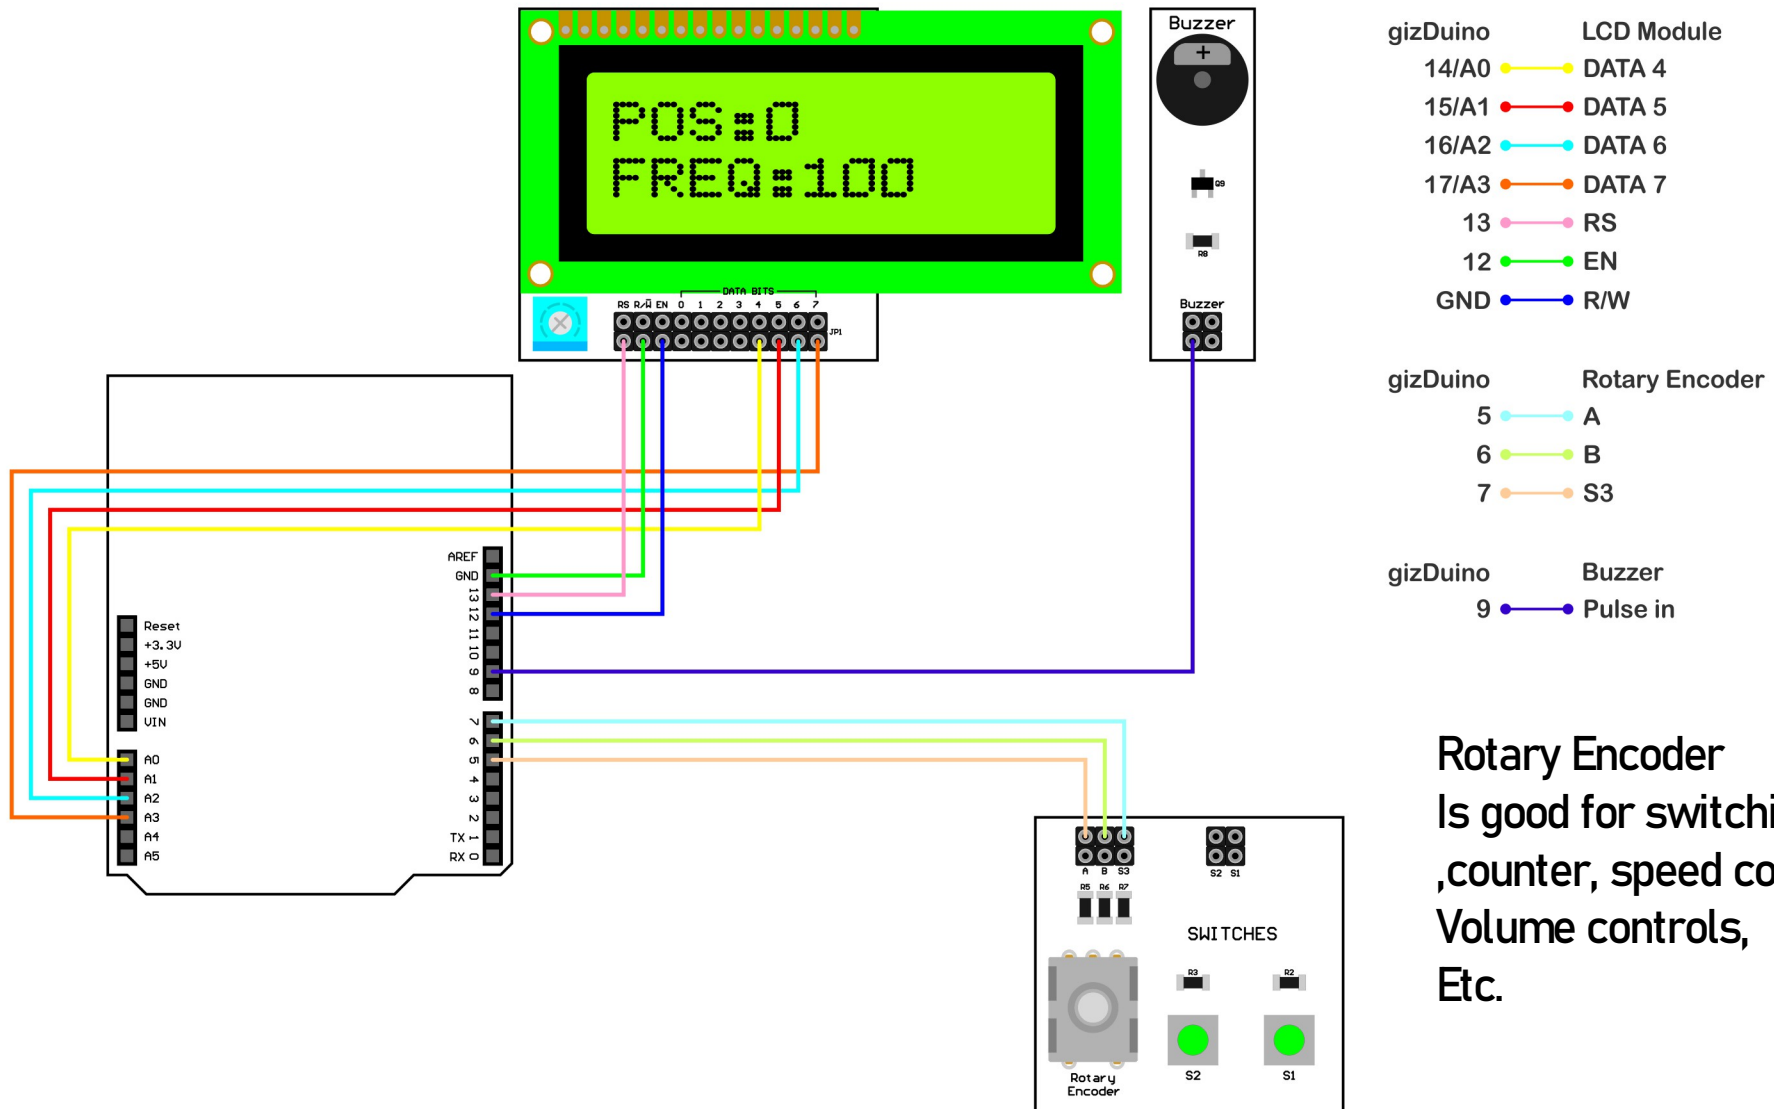 Buzzer
+
POS=0
FREQ=100
Q9
R8
DATA BITS
RS R/W̅ EN 0 1 2 3 4 5 6 7
JP1
Buzzer
gizDuino LCD Module
14/A0 DATA 4
15/A1 DATA 5
16/A2 DATA 6
17/A3 DATA 7
13 RS
12 EN
GND R/W
gizDuino Rotary Encoder
5 A
6 B
7 S3
gizDuino Buzzer
9 Pulse in
AREF
GND
13
12
11
10
9
8
7
6
5
4
3
2
TX 1
RX 0
Reset
+3.3V
+5V
GND
GND
VIN
A0
A1
A2
A3
A4
A5
A B S3
S2 S1
R5 R6 R7
SWITCHES
R3 R2
S2 S1
Rotary
Encoder
Rotary Encoder
Is good for
,counter, speed
Volume controls,
Etc.